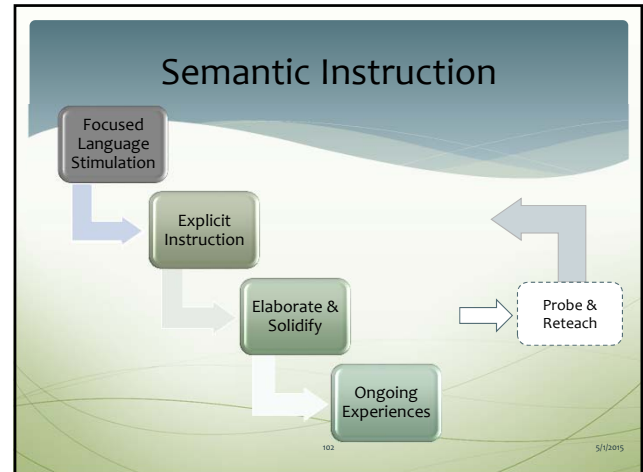 Semantic Instruction
Focused
Language
Stimulation
Explicit
Instruction
Elaborate &
Solidify
Probe &
Reteach
Ongoing
Experiences
102
5/1/2015